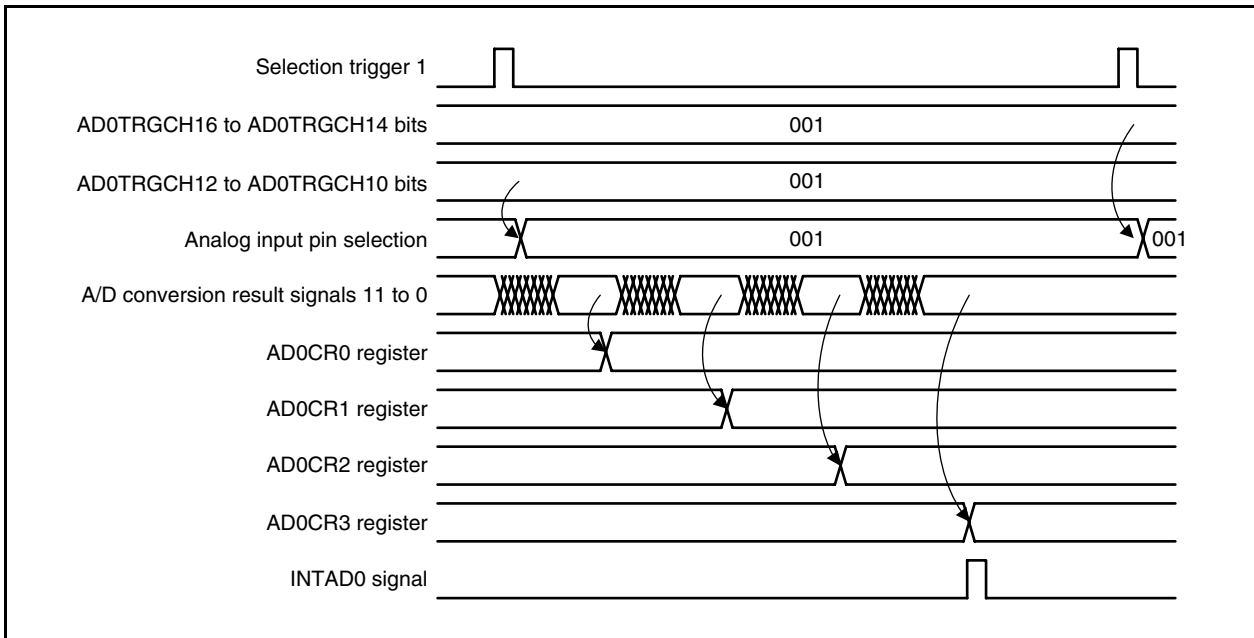 Selection trigger 1
AD0TRGCH16 to AD0TRGCH14 bits
001
AD0TRGCH12 to AD0TRGCH10 bits
001
Analog input pin selection
001
001
A/D conversion result signals 11 to 0
AD0CR0 register
AD0CR1 register
AD0CR2 register
AD0CR3 register
INTAD0 signal